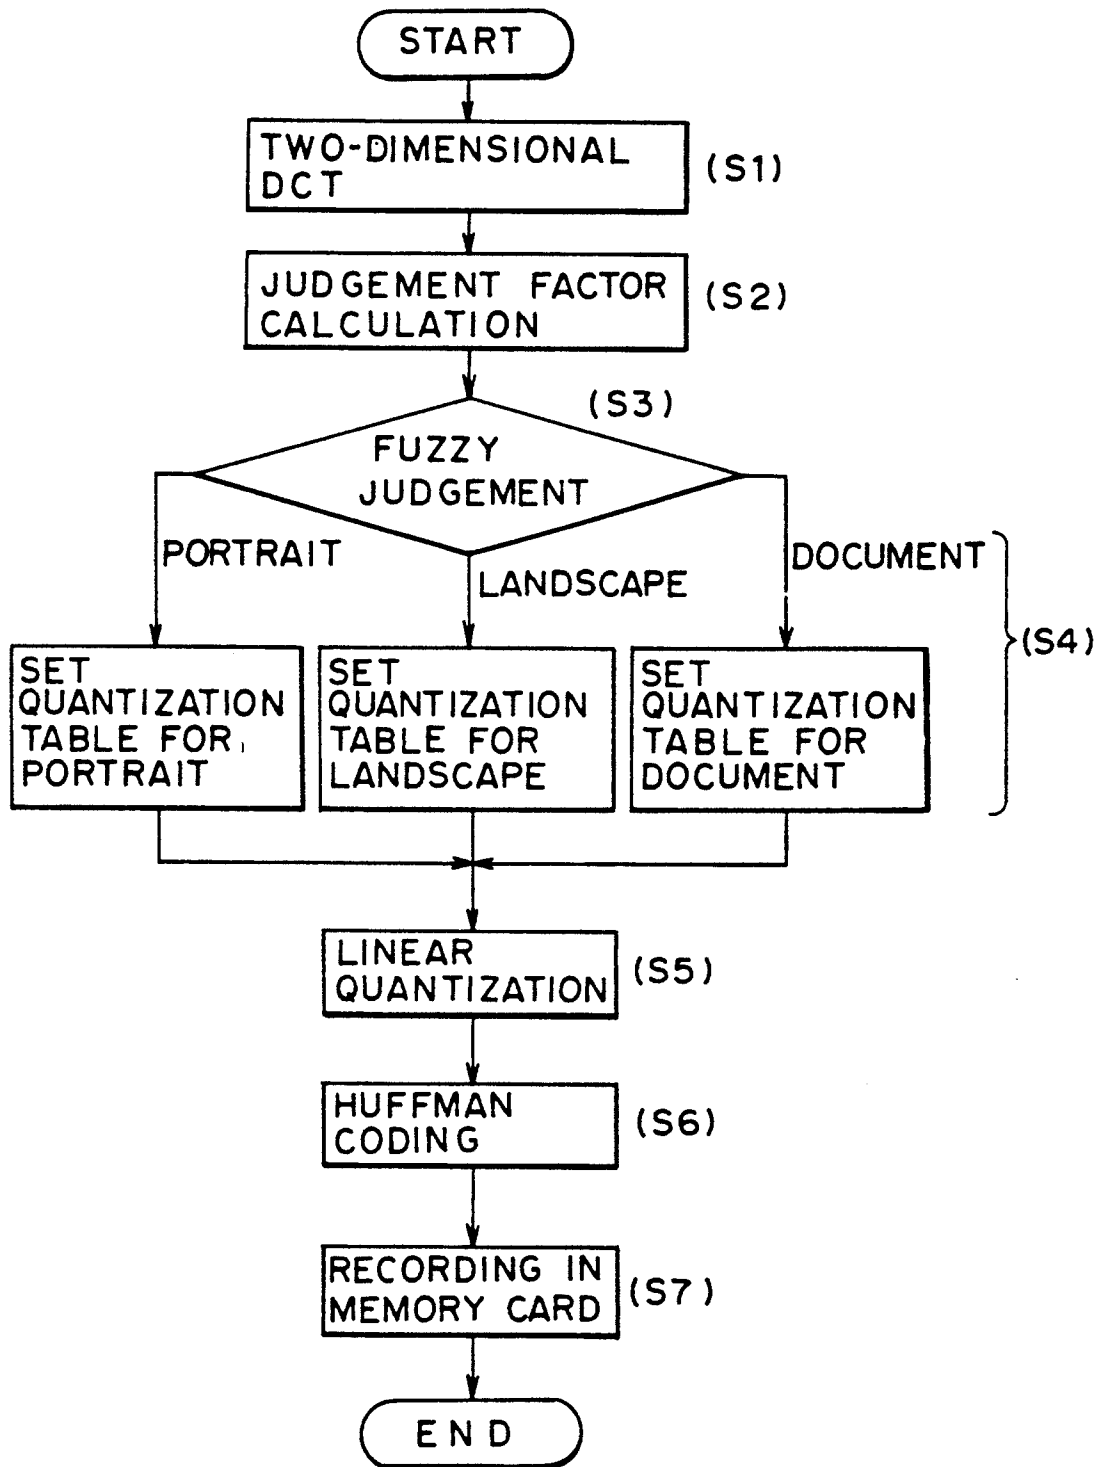 START
TWO-DIMENSIONAL
DCT
(S1)
JUDGEMENT FACTOR
CALCULATION
(S2)
(S3)
FUZZY
JUDGEMENT
PORTRAIT
LANDSCAPE
DOCUMENT
SET
QUANTIZATION
TABLE FOR
PORTRAIT
SET
QUANTIZATION
TABLE FOR
LANDSCAPE
SET
QUANTIZATION
TABLE FOR
DOCUMENT
(S4)
LINEAR
QUANTIZATION
(S5)
HUFFMAN
CODING
(S6)
RECORDING IN
MEMORY CARD
(S7)
END